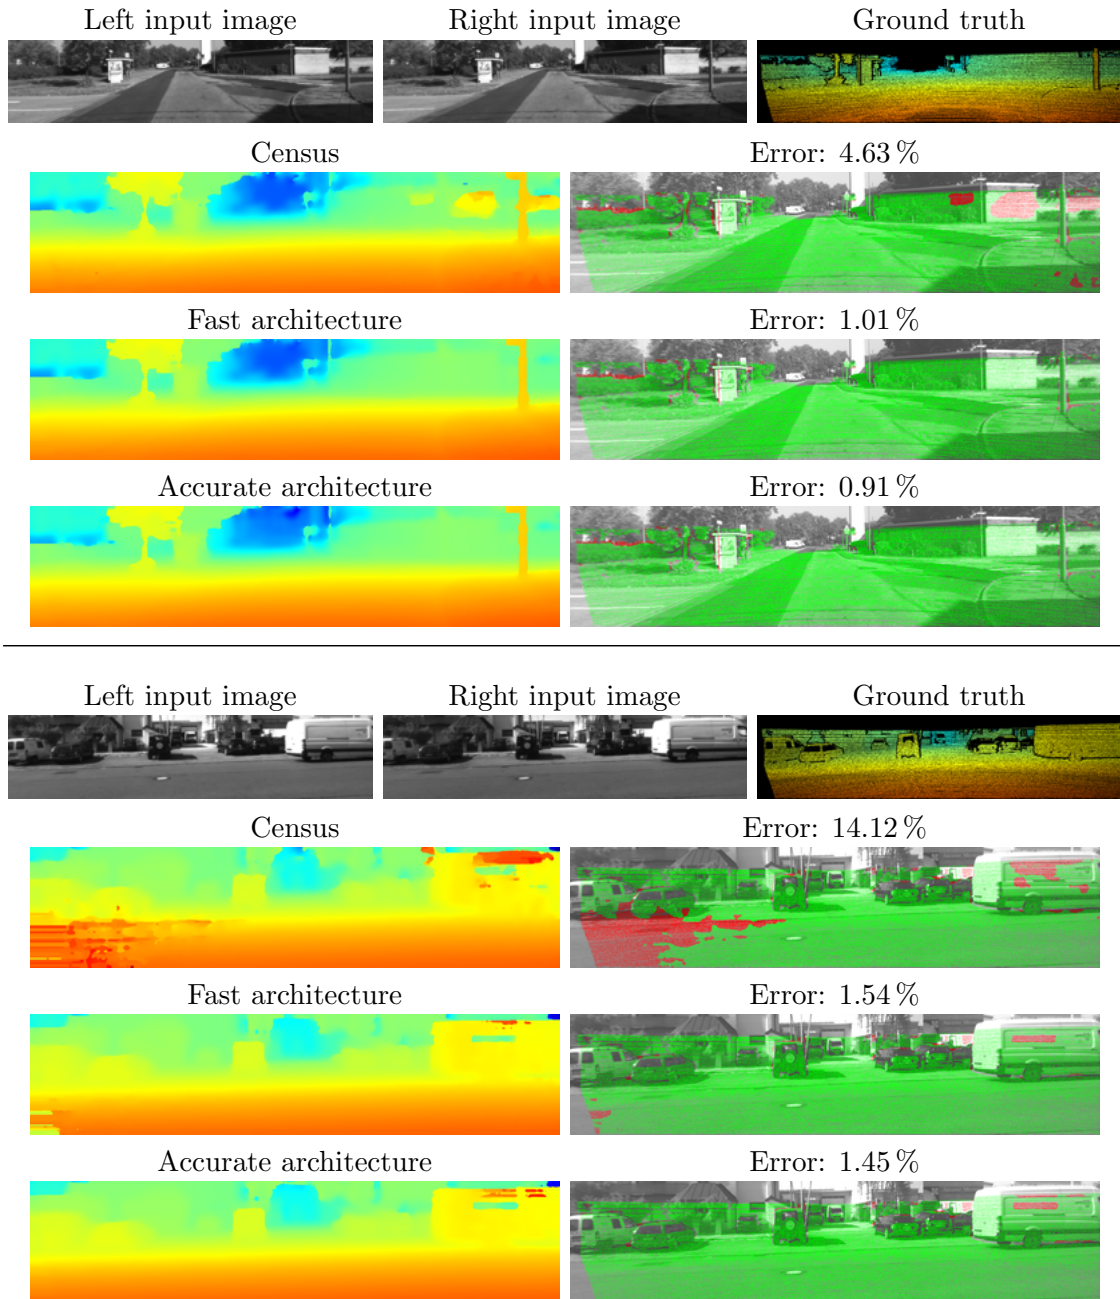 Left input image Right input image Ground truth
Census Error: 4.63 %
Fast architecture Error: 1.01 %
Accurate architecture Error: 0.91 %
Left input image Right input image Ground truth
Census Error: 14.12 %
Fast architecture Error: 1.54 %
Accurate architecture Error: 1.45 %